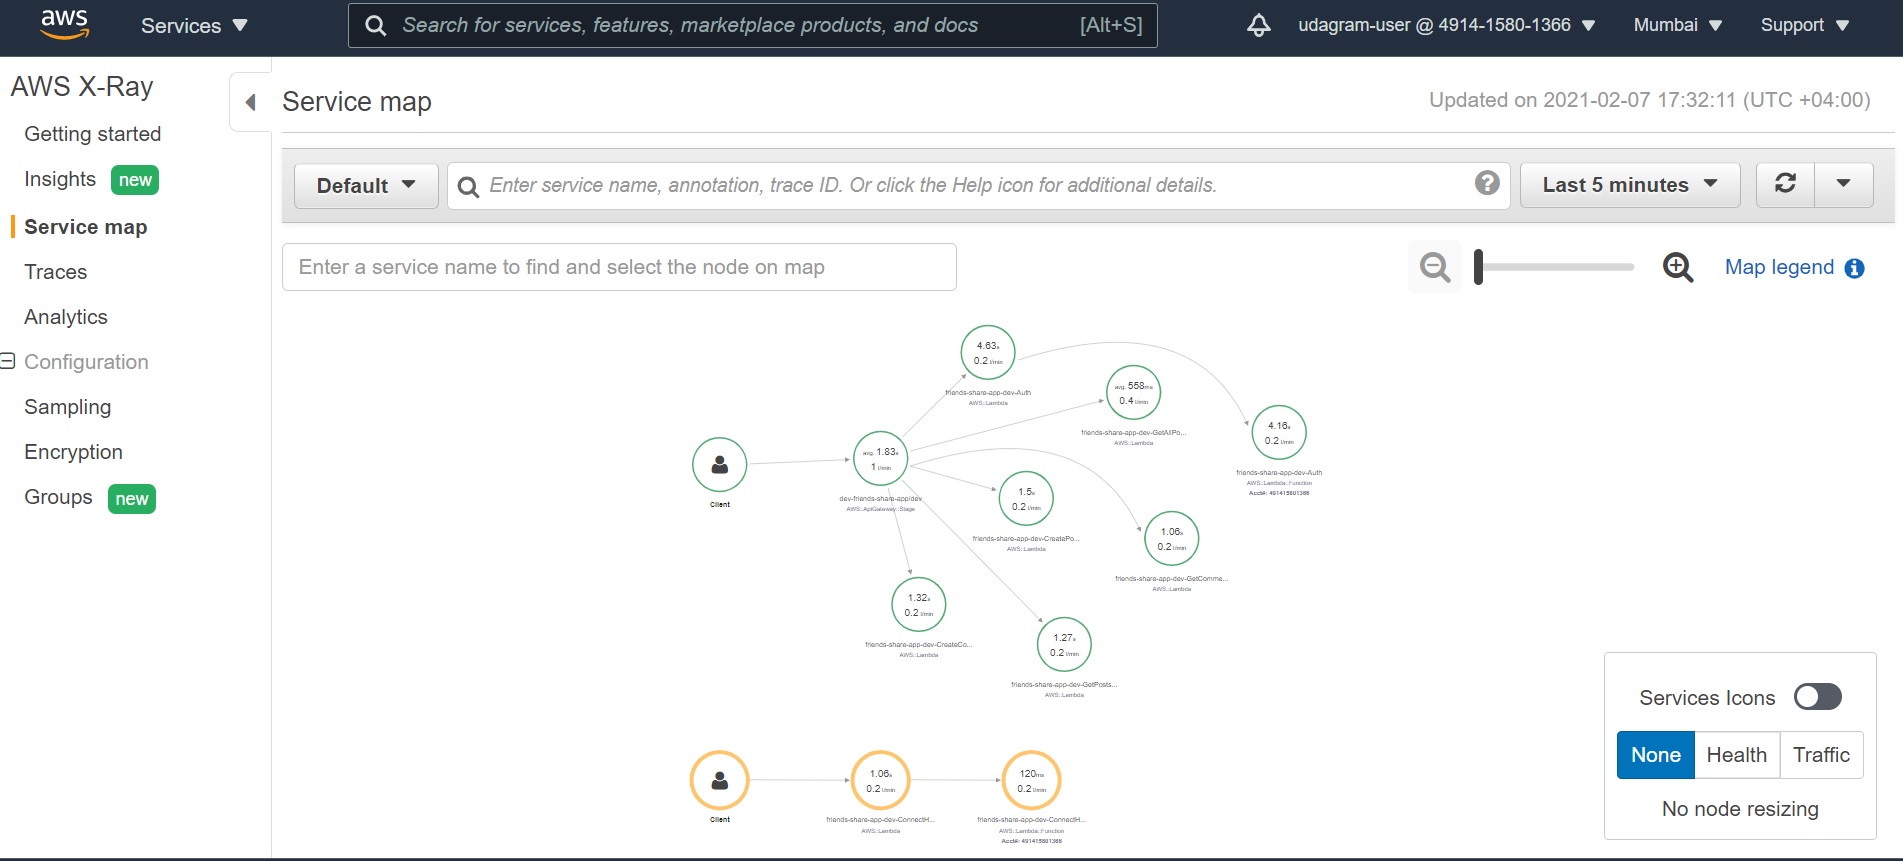 aws
Services
Search for services, features, marketplace products, and docs [Alt+S]
udagram-user @ 4914-1580-1366
Mumbai
Support
AWS X-Ray
Getting started
Insights new
Service map
Traces
Analytics
Configuration
Sampling
Encryption
Groups new
Service map
Updated on 2021-02-07 17:32:11 (UTC +04:00)
Default
Enter service name, annotation, trace ID. Or click the Help icon for additional details.
Last 5 minutes
Enter a service name to find and select the node on map
Map legend
4.63s
0.2 t/min
friends-share-app-dev-Auth
AWS::Lambda
avg. 558ms
0.4 t/min
friends-share-app-dev-GetAllPo...
AWS::Lambda
4.16s
0.2 t/min
friends-share-app-dev-Auth
AWS::Lambda::Function
Acct#: 491415801366
Client
avg. 1.83s
1 t/min
dev-friends-share-app/dev
AWS::ApiGateway::Stage
1.5s
0.2 t/min
friends-share-app-dev-CreatePo...
AWS::Lambda
1.06s
0.2 t/min
friends-share-app-dev-GetComme...
AWS::Lambda
1.32s
0.2 t/min
friends-share-app-dev-CreateCo...
AWS::Lambda
1.27s
0.2 t/min
friends-share-app-dev-GetPosts...
AWS::Lambda
Client
1.06s
0.2 t/min
friends-share-app-dev-ConnectH...
AWS::Lambda
120ms
0.2 t/min
friends-share-app-dev-ConnectH...
AWS::Lambda::Function
Acct#: 491415801366
Services Icons
None Health Traffic
No node resizing